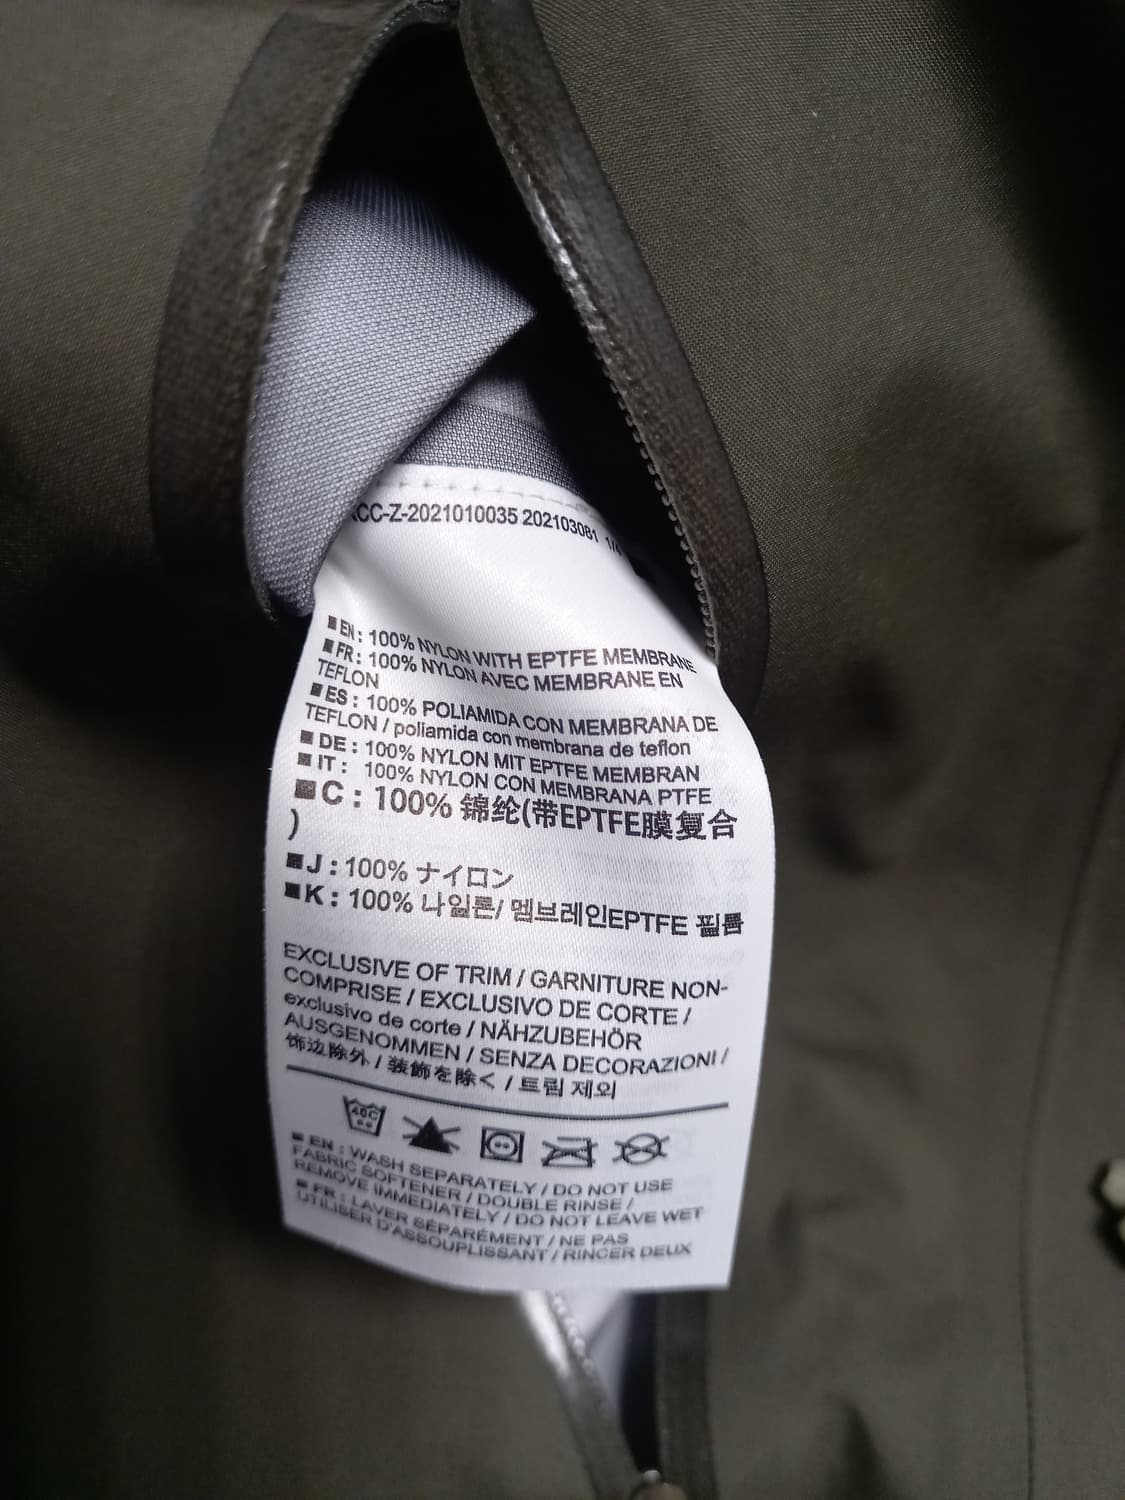 CC-Z-2021010035 202103081 1/4
■EN: 100% NYLON WITH EPTFE MEMBRANE
■FR: 100% NYLON AVEC MEMBRANE EN
TEFLON
■ES: 100% POLIAMIDA CON MEMBRANA DE
TEFLON / poliamida con membrana de teflon
■DE: 100% NYLON MIT EPTFE MEMBRAN
■IT: 100% NYLON CON MEMBRANA PTFE
■C: 100% 锦纶(带EPTFE膜复合
)
■J: 100% ナイロン
■K: 100% 나일론/ 멤브레인EPTFE 필름
EXCLUSIVE OF TRIM / GARNITURE NON-
COMPRISE / EXCLUSIVO DE CORTE /
exclusivo de corte / NÄHZUBEHÖR
AUSGENOMMEN / SENZA DECORAZIONI /
饰边除外 / 装飾を除く / 트림 제외
40C
■ EN : WASH SEPARATELY / DO NOT USE
FABRIC SOFTENER / DOUBLE RINSE /
REMOVE IMMEDIATELY / DO NOT LEAVE WET
■ FR : LAVER SÉPARÉMENT / NE PAS
UTILISER D'ASSOUPLISSANT / RINCER DEUX